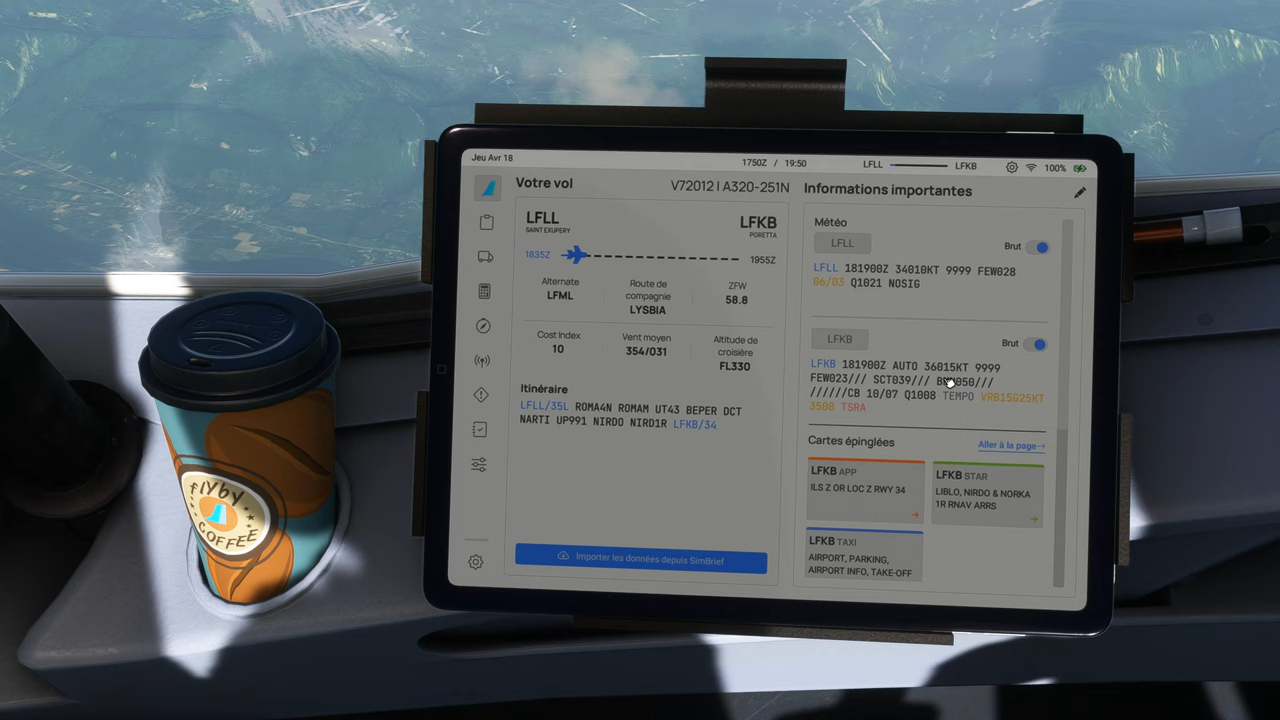 Jeu Avr 18
1750Z / 19:50
LFLL LFKB
100%
Votre vol
V72012 | A320-251N
LFLL
SAINT EXUPERY
LFKB
PORETTA
1835Z
1955Z
Alternate
LFML
Route de
compagnie
LYSBIA
ZFW
58.8
Cost Index
10
Vent moyen
354/031
Altitude de
croisière
FL330
Itinéraire
LFLL/35L ROMA4N ROMAM UT43 BEPER DCT
NARTI UP991 NIRDO NIRD1R LFKB/34
Importer les données depuis SimBrief
Informations importantes
Météo
LFLL
Brut
LFLL 181900Z 34010KT 9999 FEW028
06/03 Q1021 NOSIG
LFKB
Brut
LFKB 181900Z AUTO 36015KT 9999
FEW023/// SCT039/// 050///
//////CB 10/07 Q1008 TEMPO VRB15G25KT
3500 TSRA
Cartes épinglées
Aller à la page→
LFKB APP
ILS Z OR LOC Z RWY 34
→
LFKB STAR
LIBLO, NIRDO & NORKA
1R RNAV ARRS
→
LFKB TAXI
AIRPORT, PARKING,
AIRPORT INFO, TAKE-OFF
flyby
COFFEE